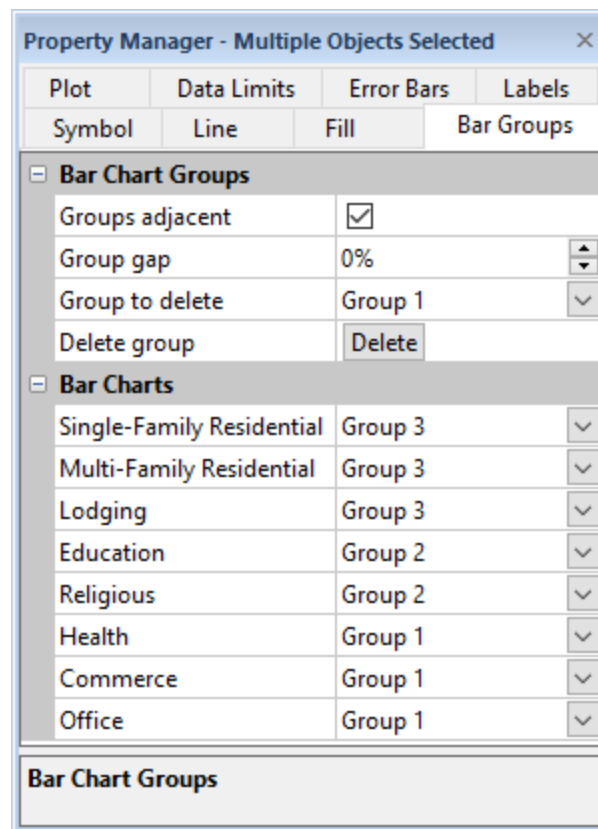 Property Manager - Multiple Objects Selected
Plot Data Limits Error Bars Labels
Symbol Line Fill Bar Groups
Bar Chart Groups
Groups adjacent
Group gap 0%
Group to delete Group 1
Delete group Delete
Bar Charts
Single-Family Residential Group 3
Multi-Family Residential Group 3
Lodging Group 3
Education Group 2
Religious Group 2
Health Group 1
Commerce Group 1
Office Group 1
Bar Chart Groups